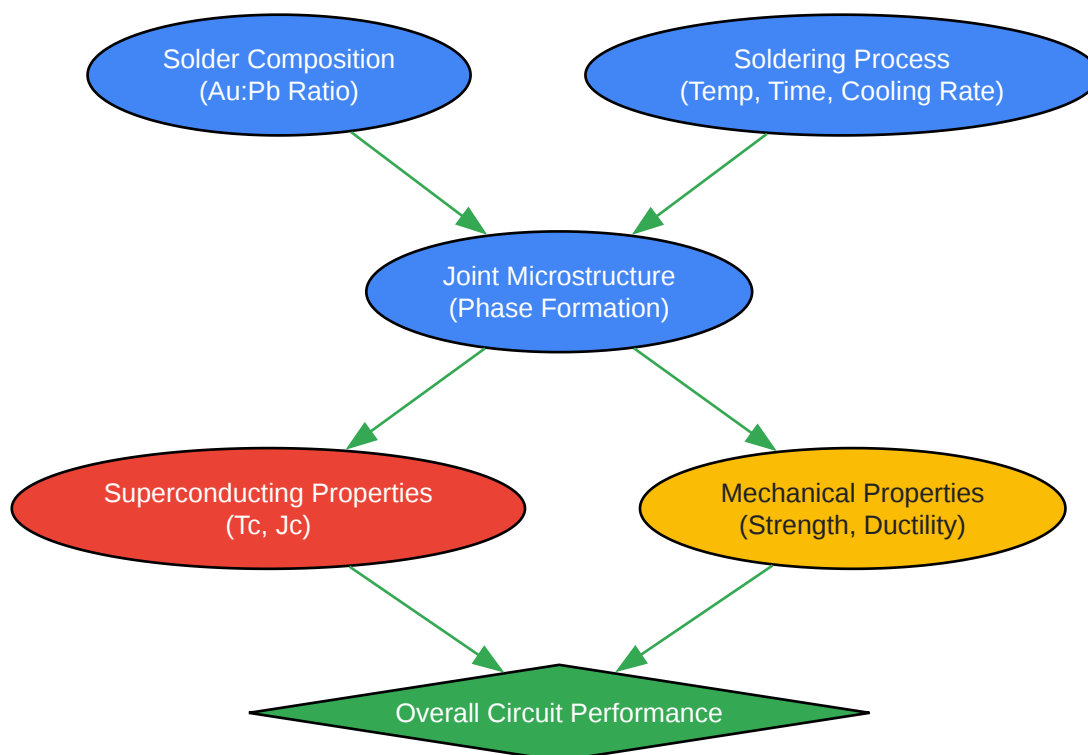 Solder Composition
(Au:Pb Ratio)
Soldering Process
(Temp, Time, Cooling Rate)
Joint Microstructure
(Phase Formation)
Superconducting Properties
(Tc, Jc)
Mechanical Properties
(Strength, Ductility)
Overall Circuit Performance